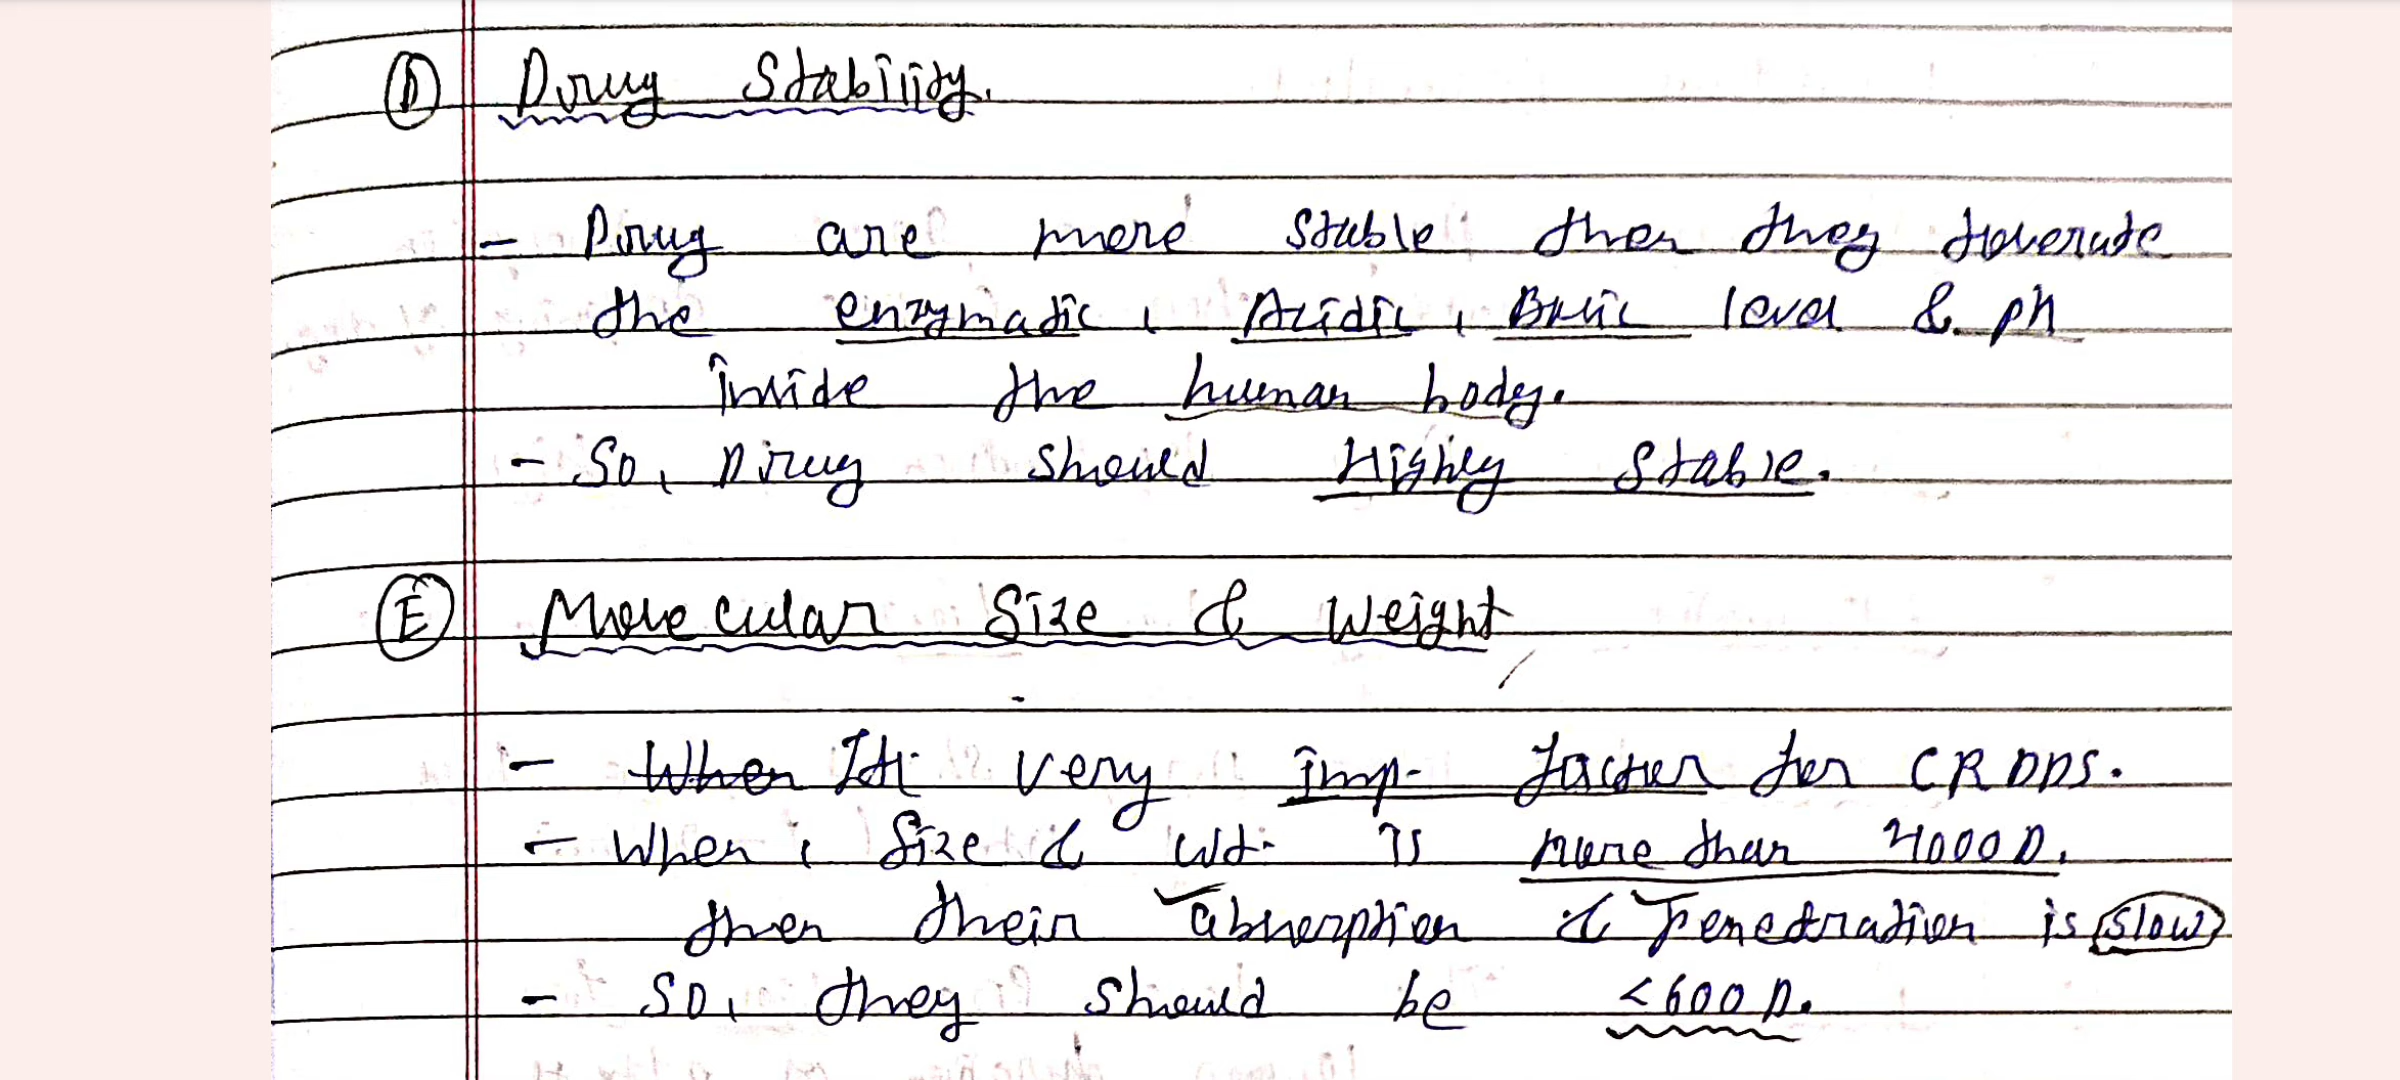 (D) Drug Stability.
- Drug are more stable then they toverate
the enzymatic, Acidic, Basic level & pH
inside the human body.
- So, Drug should Highly Stable.
(E) Molecular Size & Weight
- When It very imp. factor for CRDDS.
- When, Size & wt. is more than 4000 D.
then their absorption & Penetration is slow
- So, they should be <600 D.